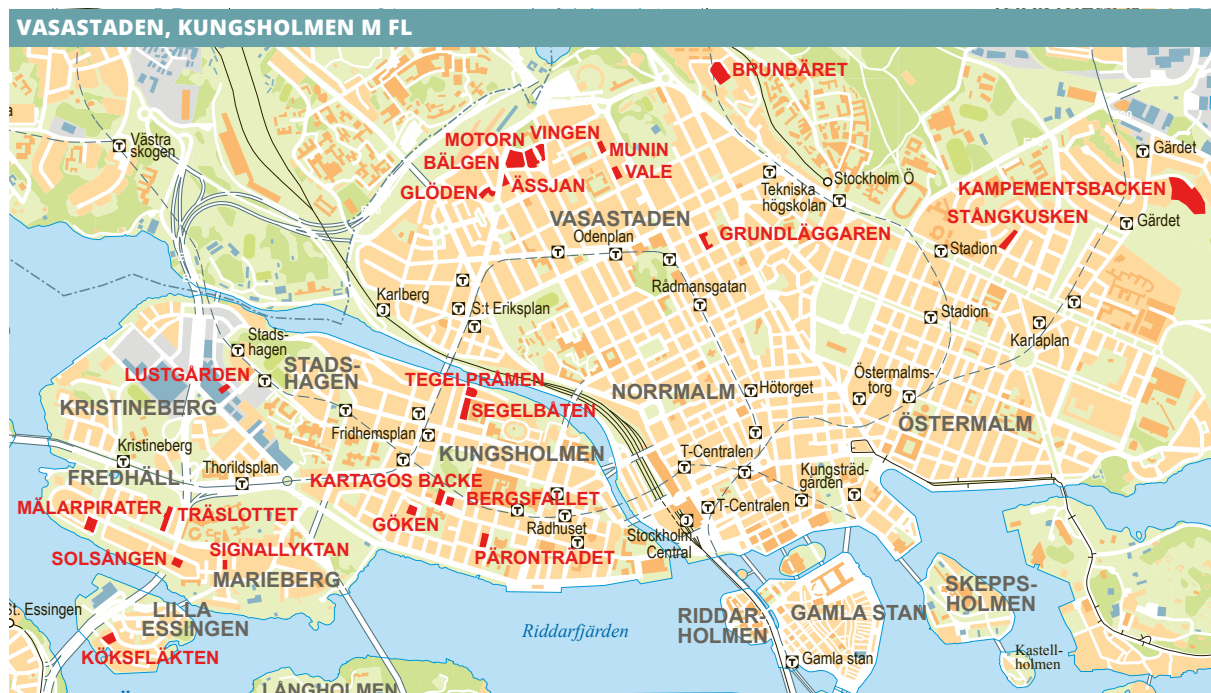 VASASTADEN, KUNGSHOLMEN M FL
BRUNBÄRET
MOTORN
VINGEN
BÄLGEN
MUNIN
VALE
GLÖDEN
ÄSSJAN
Västra
skogen
Gärdet
Tekniska
högskolan
Stockholm Ö
KAMPEMENTSBACKEN
STÅNGKUSKEN
Gärdet
VASASTADEN
Odenplan
GRUNDLÄGGAREN
Stadion
Rådmansgatan
Karlberg
S:t Eriksplan
Stadion
Karlaplan
Stads-
hagen
STADS-
HAGEN
LUSTGÅRDEN
TEGELPRÅMEN
SEGELBÅTEN
NORRMALM
Hötorget
Östermalms-
torg
ÖSTERMALM
KRISTINEBERG
Fridhemsplan
KUNGSHOLMEN
Kristineberg
FREDHÄLL
Thorildsplan
T-Centralen
Kungsträd-
gården
KARTAGOS BACKE
BERGSFALLET
MÄLARPIRATER
TRÄSLOTTET
GÖKEN
Rådhuset
T-Centralen
Stockholm
Central
SOLSÅNGEN
SIGNALLYKTAN
PÄRONTRÄDET
MARIEBERG
SKEPPS-
HOLMEN
St. Essingen
LILLA
ESSINGEN
RIDDAR-
HOLMEN
GAMLA STAN
Riddarfjärden
KÖKSFLÄKTEN
Gamla stan
Kastell-
holmen
LÅNGHOLMEN